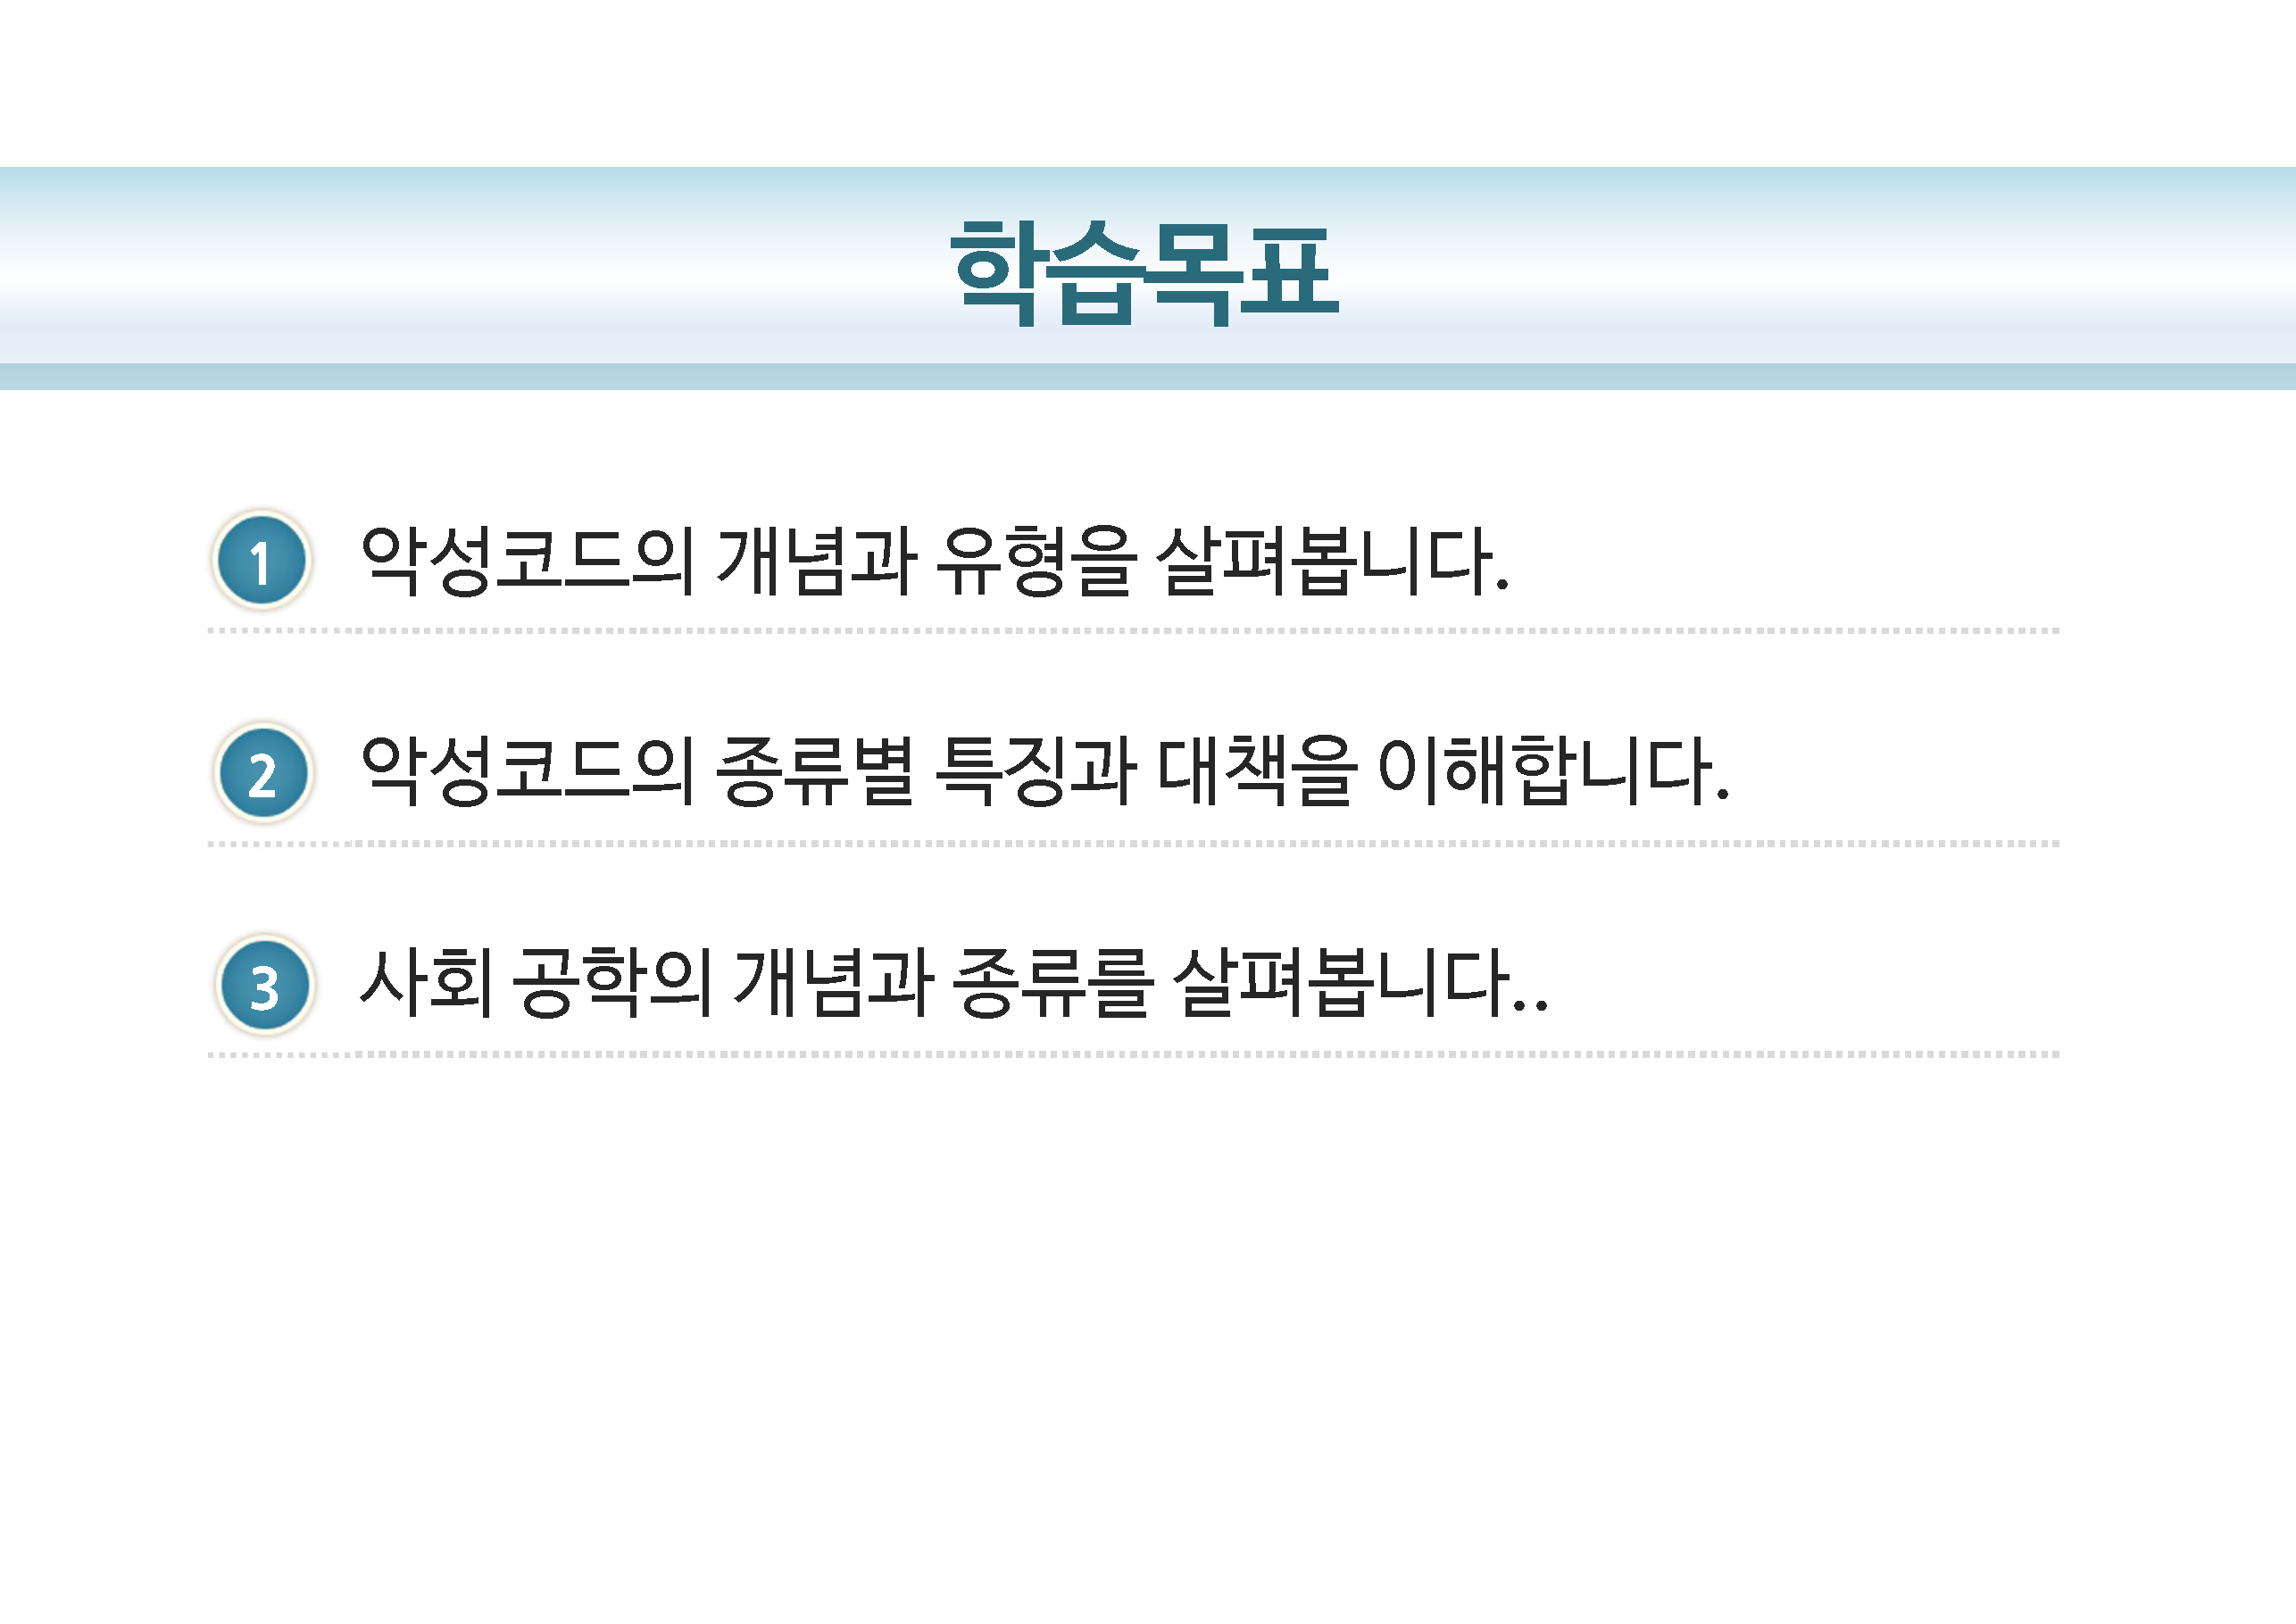 학습목표
1 악성코드의 개념과 유형을 살펴봅니다.
2 악성코드의 종류별 특징과 대책을 이해합니다.
3 사회 공학의 개념과 종류를 살펴봅니다..